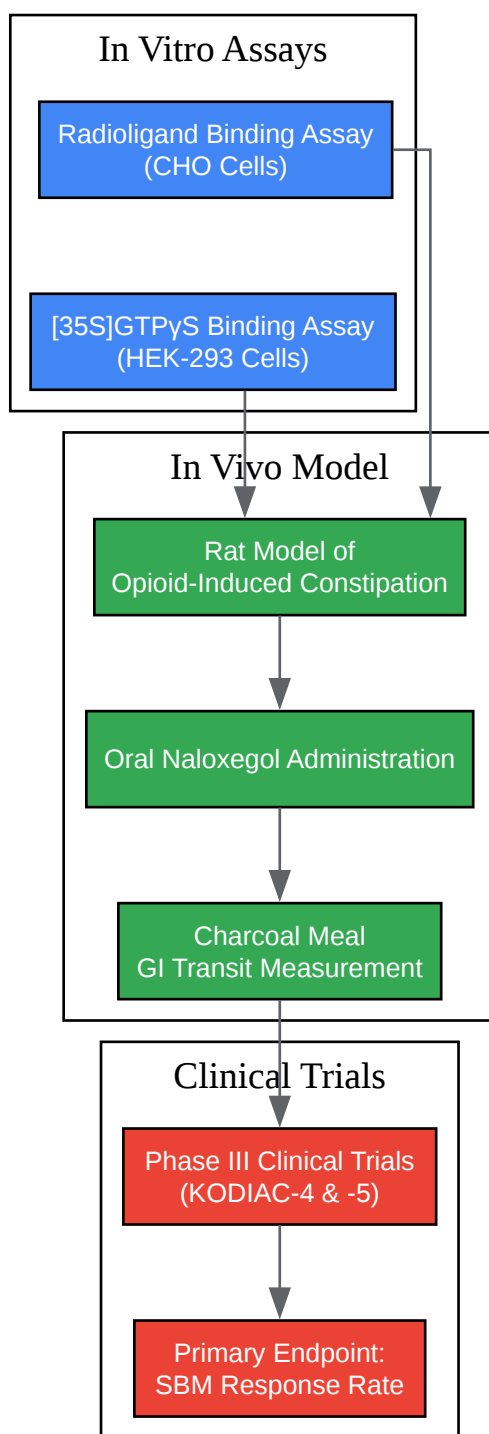 In Vitro Assays
Radioligand Binding Assay
(CHO Cells)
[35S]GTPγS Binding Assay
(HEK-293 Cells)
In Vivo Model
Rat Model of
Opioid-Induced Constipation
Oral Naloxegol Administration
Charcoal Meal
GI Transit Measurement
Clinical Trials
Phase III Clinical Trials
(KODIAC-4 & -5)
Primary Endpoint:
SBM Response Rate